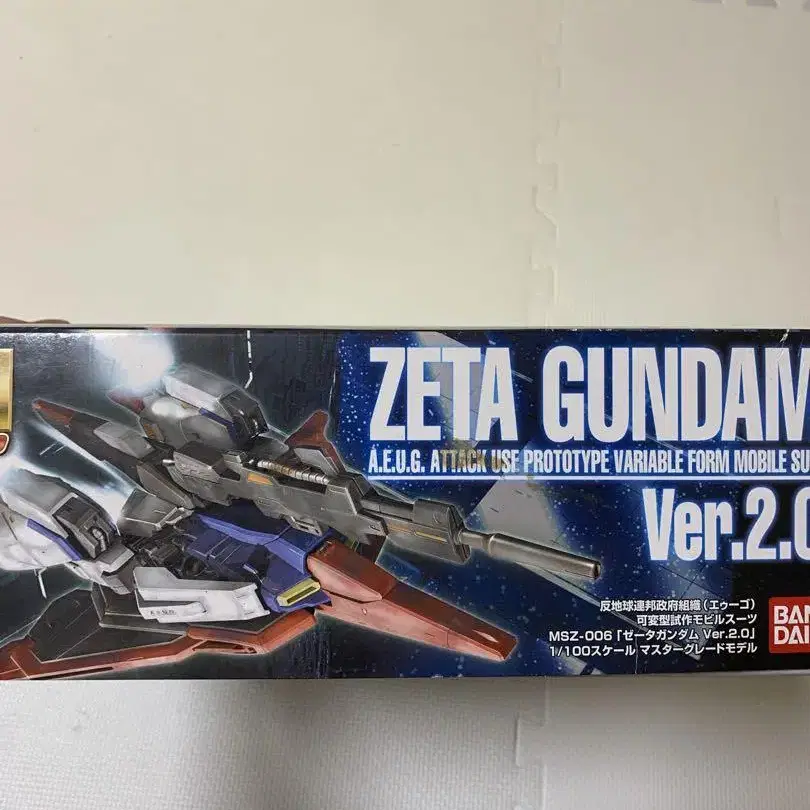 ZETA GUNDAM
A.E.U.G. ATTACK USE PROTOTYPE VARIABLE FORM MOBILE SU
Ver.2.0
反地球連邦政府組織（エゥーゴ）
可変型試作モビルスーツ
MSZ-006「ゼータガンダム Ver.2.0」
1/100スケール マスターグレードモデル
BAN
DAI